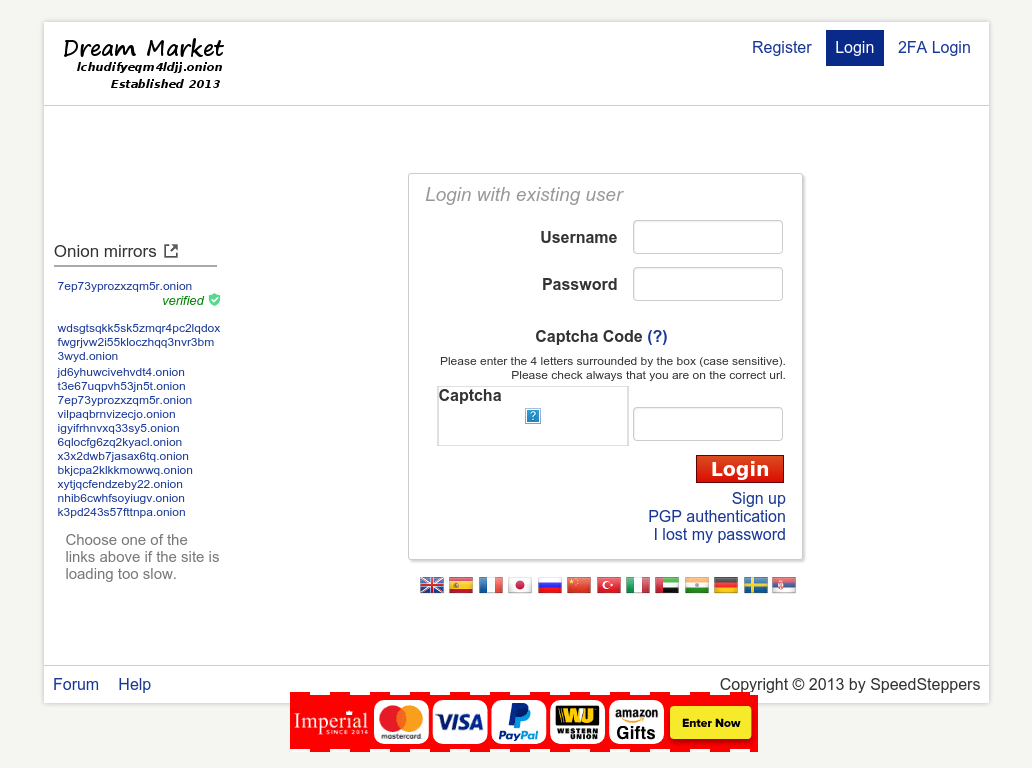 Dream Market
lchudifyeqm4ldjj.onion
Established 2013
Register
Login
2FA Login
Onion mirrors
7ep73yprozxzqm5r.onion
verified
wdsgtsqkk5sk5zmqr4pc2lqdox
fwgrjvw2i55kloczhqq3nvr3bm
3wyd.onion
jd6yhuwcivehvdt4.onion
t3e67uqpvh53jn5t.onion
7ep73yprozxzqm5r.onion
vilpaqbrnvizecjo.onion
igyifrhnvxq33sy5.onion
6qlocfg6zq2kyacl.onion
x3x2dwb7jasax6tq.onion
bkjcpa2klkkmowwq.onion
xytjqcfendzeby22.onion
nhib6cwhfsoyiugv.onion
k3pd243s57fttnpa.onion
Choose one of the
links above if the site is
loading too slow.
Login with existing user
Username
Password
Captcha Code (?)
Please enter the 4 letters surrounded by the box (case sensitive).
Please check always that you are on the correct url.
Captcha
?
Login
Sign up
PGP authentication
I lost my password
Forum
Help
Copyright © 2013 by SpeedSteppers
Imperial
SINCE 2014
mastercard
VISA
PayPal
WU
WESTERN
UNION
amazon
Gifts
Enter Now